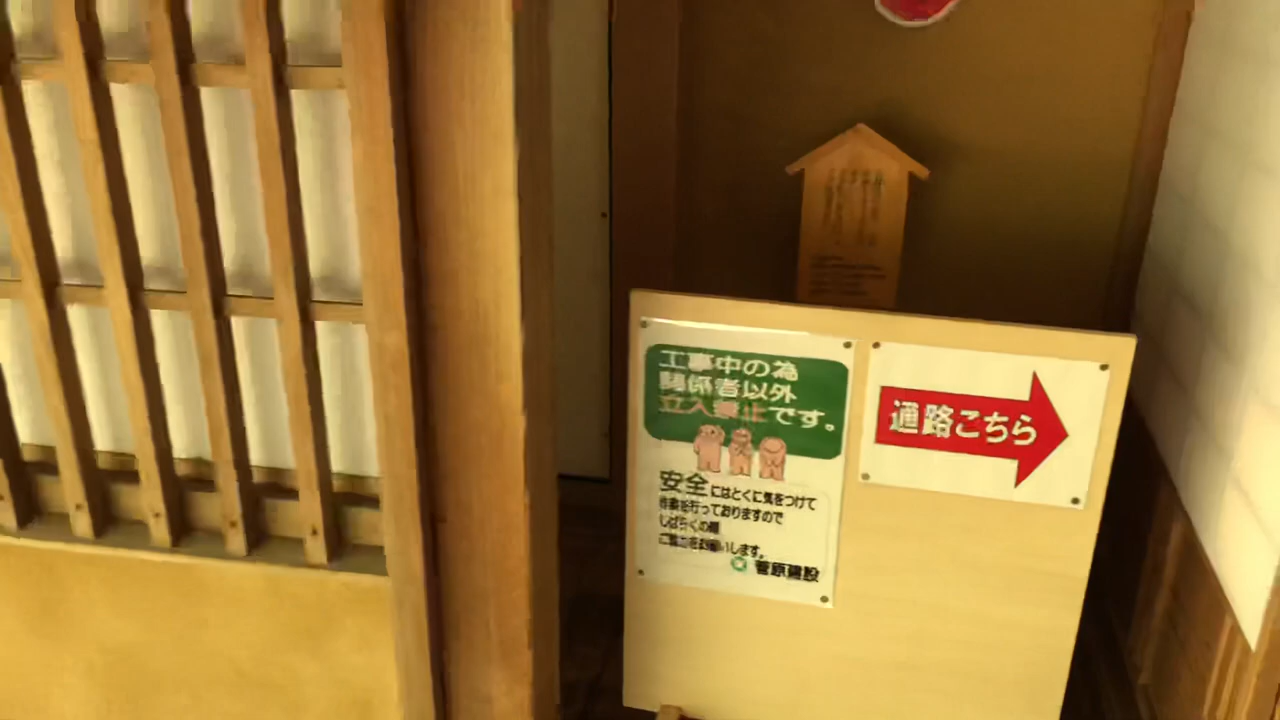 工事中の為
関係者以外
立入禁止です。
安全にはとくに気をつけて
作業を行っておりますので
しばらくの間
ご協力をお願いします。
菅原建設
通路こちら